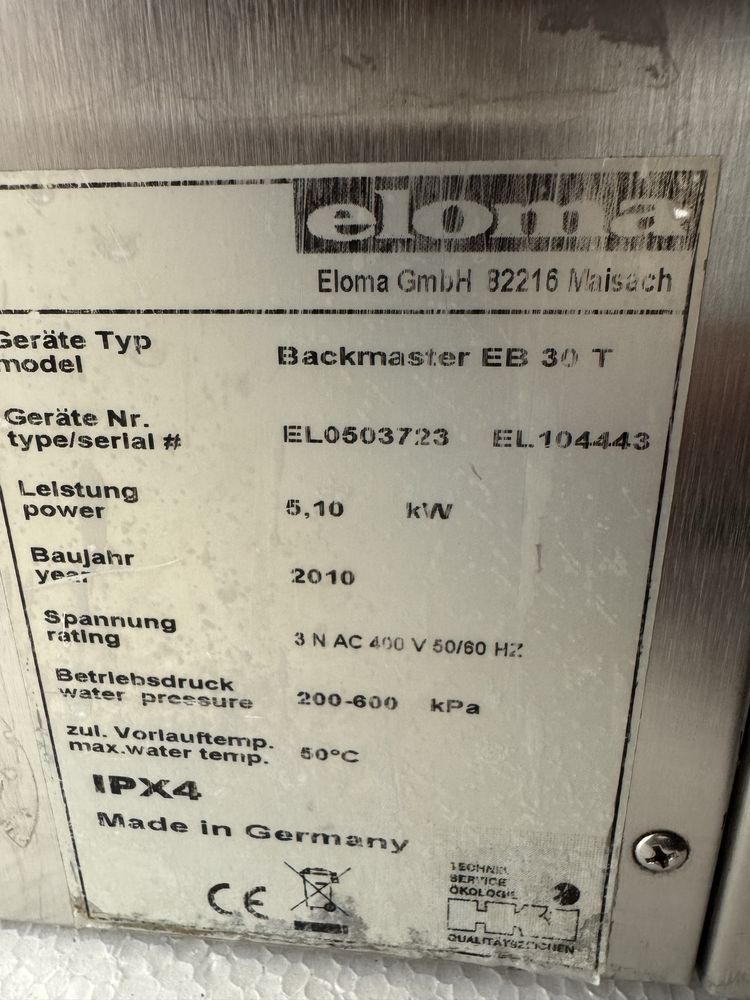 eloma
Eloma GmbH 82216 Maisach
Geräte Typ
model
Backmaster EB 30 T
Geräte Nr.
type/serial #
EL0503723 EL104443
Leistung
power
5,10 kW
Baujahr
year
2010
Spannung
rating
3 N AC 400 V 50/60 HZ
Betriebsdruck
water pressure
200-600 kPa
zul. Vorlauftemp.
max.water temp.
50°C
IPX4
Made in Germany
CE
TECHNIK
SERVICE
ÖKOLOGIE
HKI
QUALITÄTSZEICHEN